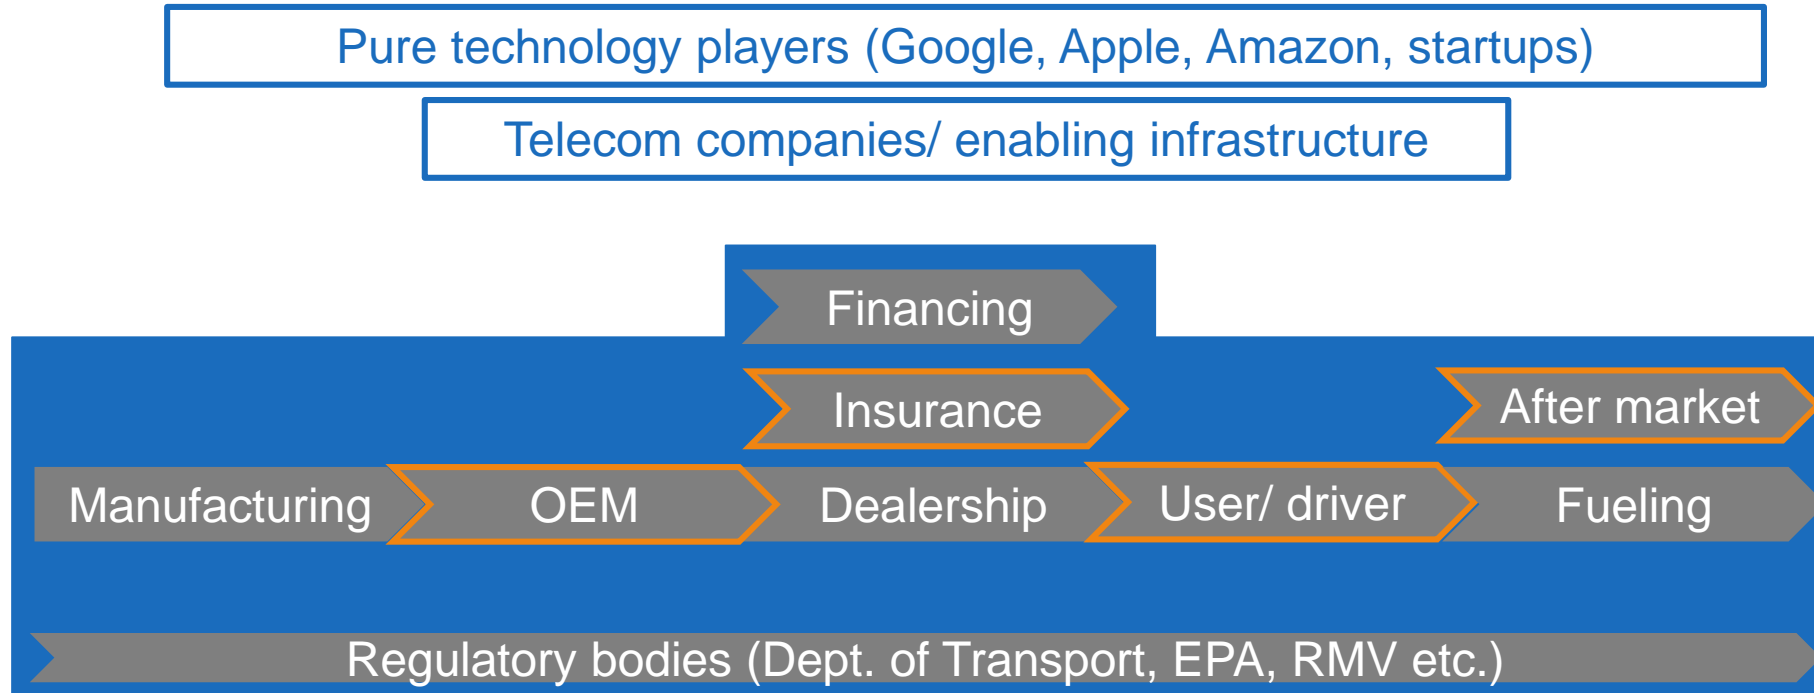 Pure technology players (Google, Apple, Amazon, startups)
Telecom companies/ enabling infrastructure
Financing
Insurance
After market
Manufacturing
OEM
Dealership
User/ driver
Fueling
Regulatory bodies (Dept. of Transport, EPA, RMV etc.)